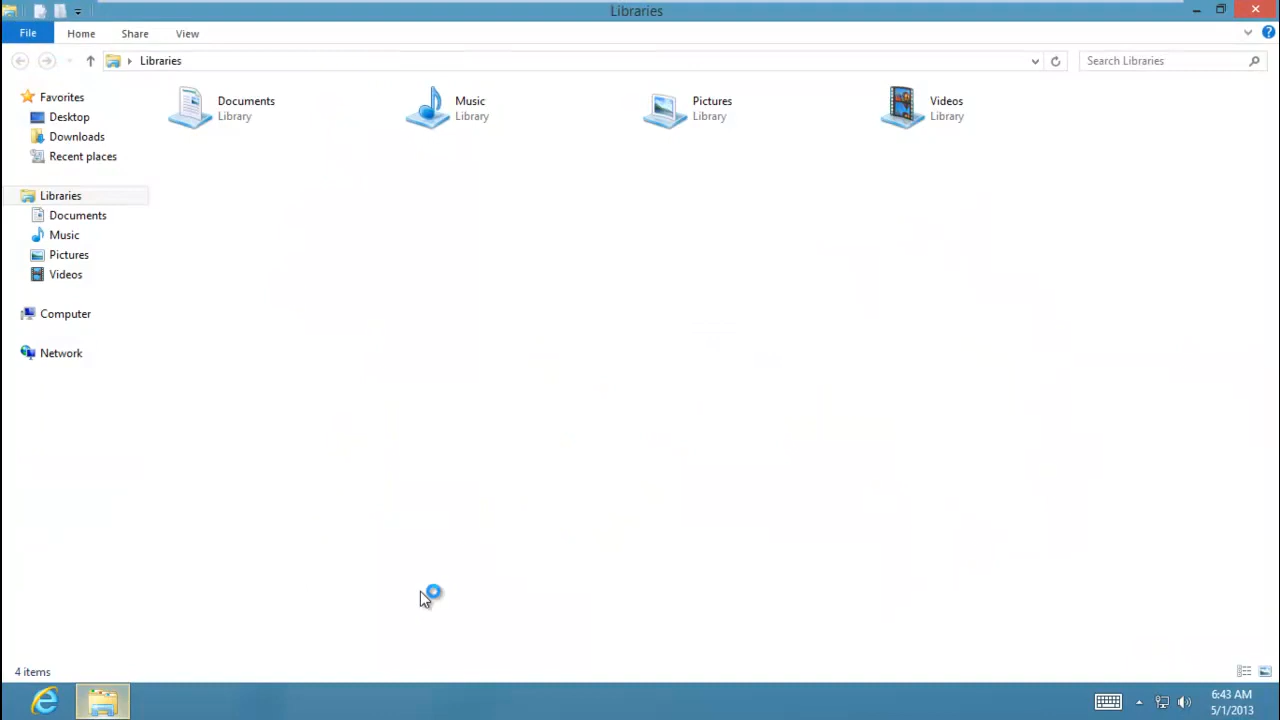 Libraries
File
Home
Share
View
Libraries
Search Libraries
Favorites
Desktop
Downloads
Recent places
Libraries
Documents
Music
Pictures
Videos
Computer
Network
Documents
Library
Music
Library
Pictures
Library
Videos
Library
4 items
6:43 AM
5/1/2013